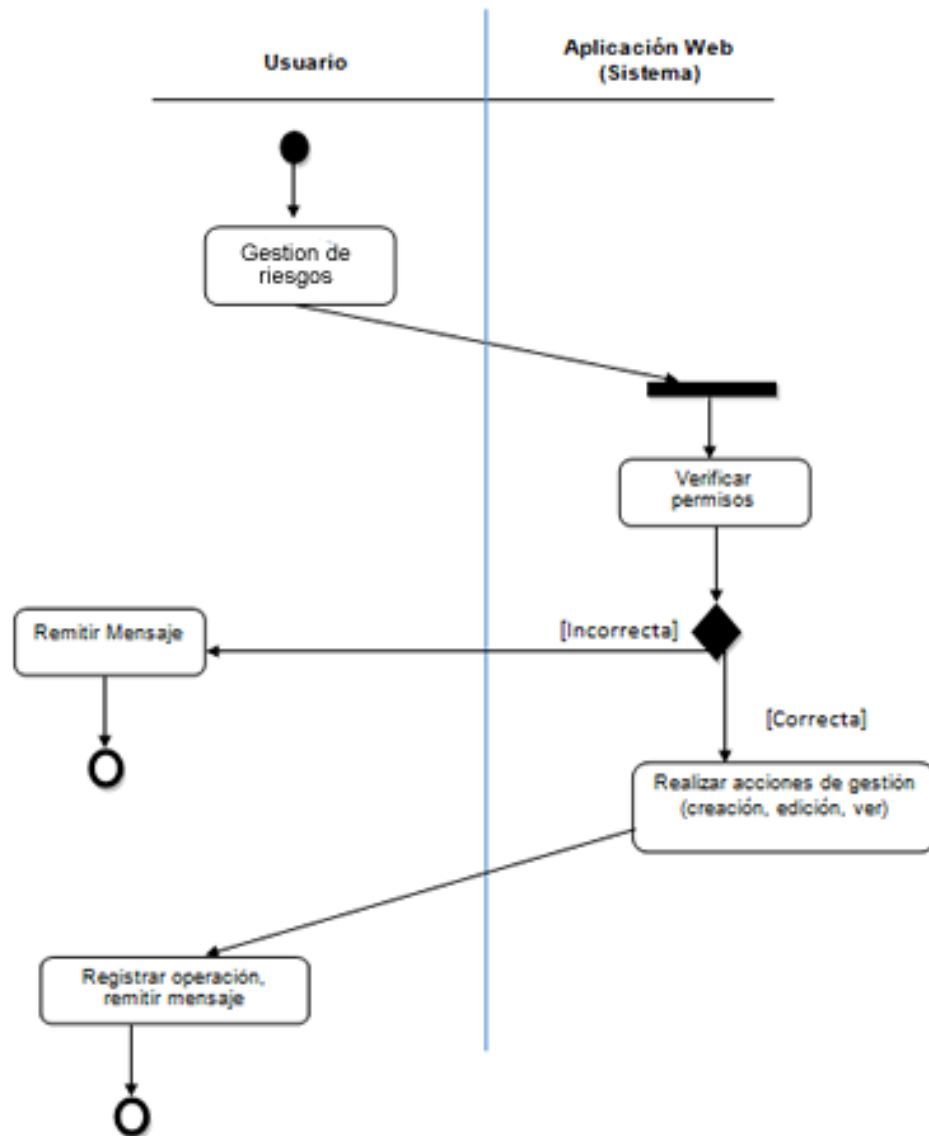 Usuario
Aplicación Web
(Sistema)
Gestion de
riesgos
Verificar
permisos
[Incorrecta]
Remitir Mensaje
[Correcta]
Realizar acciones de gestión
(creación, edición, ver)
Registrar operación,
remitir mensaje